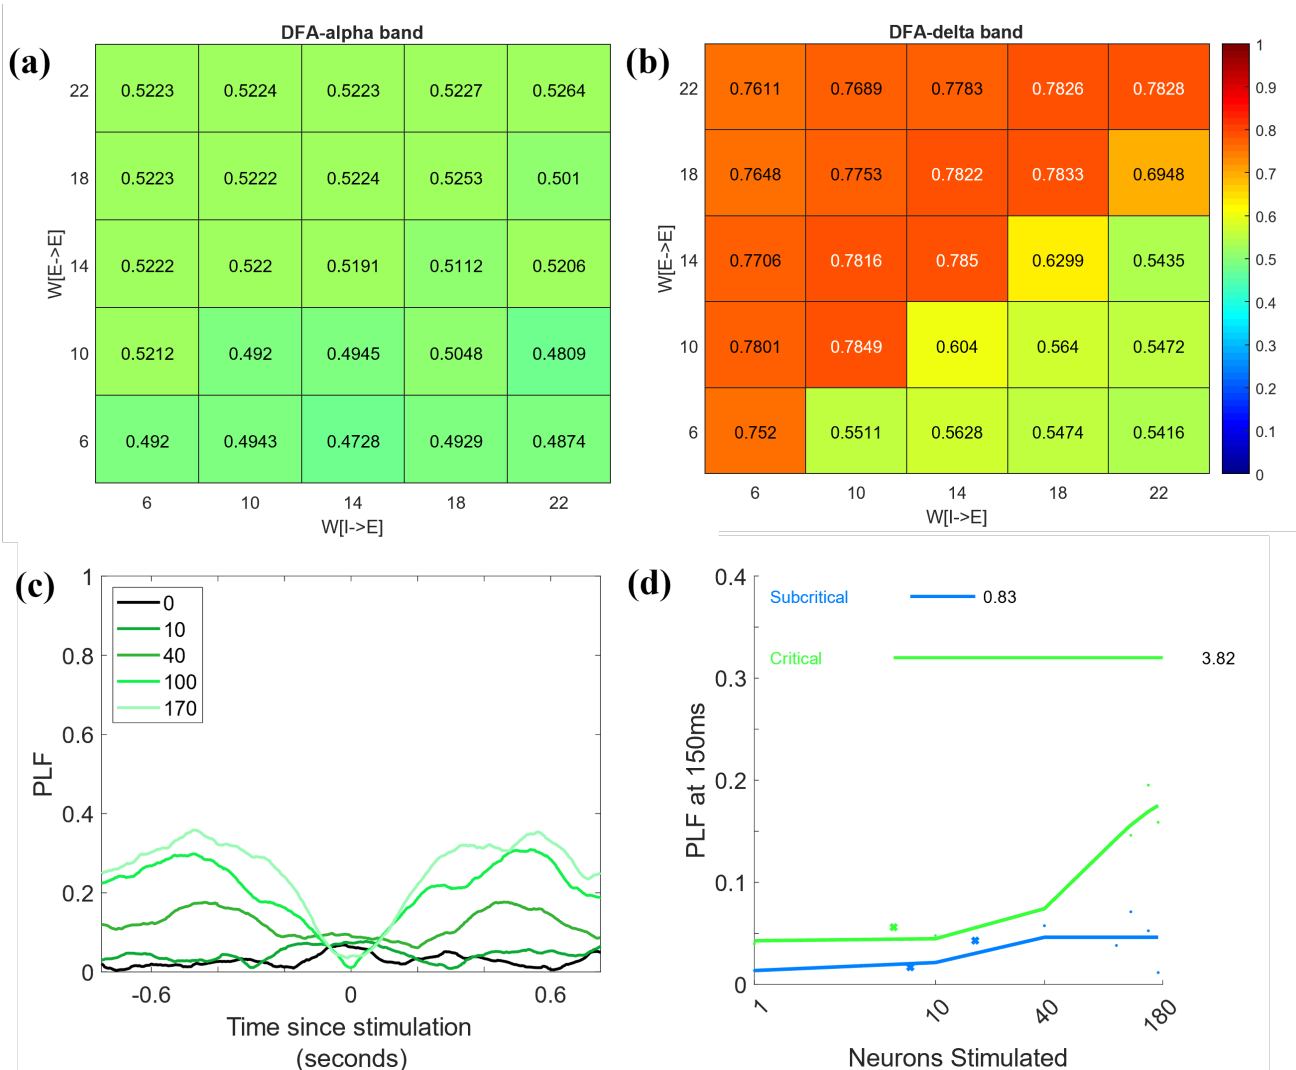 DFA-alpha band
(a)
22 0.5223 0.5224 0.5223 0.5227 0.5264
18 0.5223 0.5222 0.5224 0.5253 0.501
14 0.5222 0.522 0.5191 0.5112 0.5206
10 0.5212 0.492 0.4945 0.5048 0.4809
6 0.492 0.4943 0.4728 0.4929 0.4874
W[E->E]
6 10 14 18 22
W[I->E]
DFA-delta band
(b)
22 0.7611 0.7689 0.7783 0.7826 0.7828
18 0.7648 0.7753 0.7822 0.7833 0.6948
14 0.7706 0.7816 0.785 0.6299 0.5435
10 0.7801 0.7849 0.604 0.564 0.5472
6 0.752 0.5511 0.5628 0.5474 0.5416
W[E->E]
6 10 14 18 22
W[I->E]
1
0.9
0.8
0.7
0.6
0.5
0.4
0.3
0.2
0.1
0
(c)
1
0.8
0.6
0.4
0.2
0
PLF
0
10
40
100
170
-0.6 0 0.6
Time since stimulation
(seconds)
(d)
0.4
0.3
0.2
0.1
0
PLF at 150ms
Subcritical 0.83
Critical 3.82
1 10 40 180
Neurons Stimulated